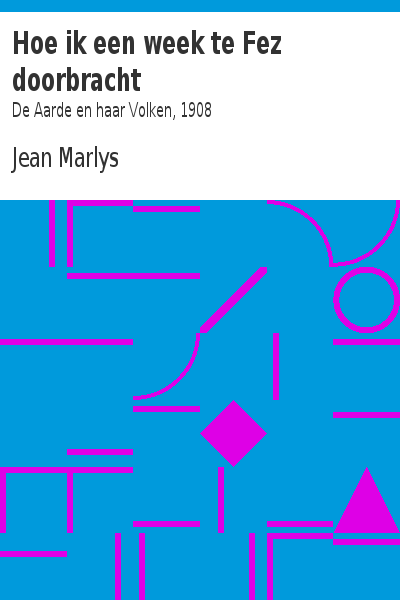 Hoe ik een week te Fez
doorbracht
De Aarde en haar Volken, 1908
Jean Marlys